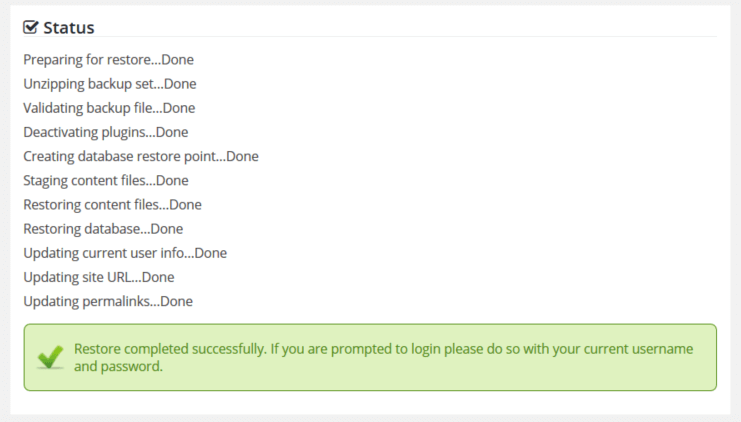 Status
Preparing for restore...Done
Unzipping backup set...Done
Validating backup file...Done
Deactivating plugins...Done
Creating database restore point...Done
Staging content files...Done
Restoring content files...Done
Restoring database...Done
Updating current user info...Done
Updating site URL...Done
Updating permalinks...Done
Restore completed successfully. If you are prompted to login please do so with your current username
and password.